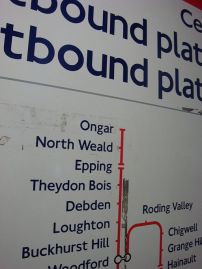 Ce
tbound plat
tbound plat
Ongar
North Weald
Epping
Theydon Bois
Debden
Loughton
Roding Valley
Chigwell
Buckhurst Hill
Grange H
Woodford
Hainault